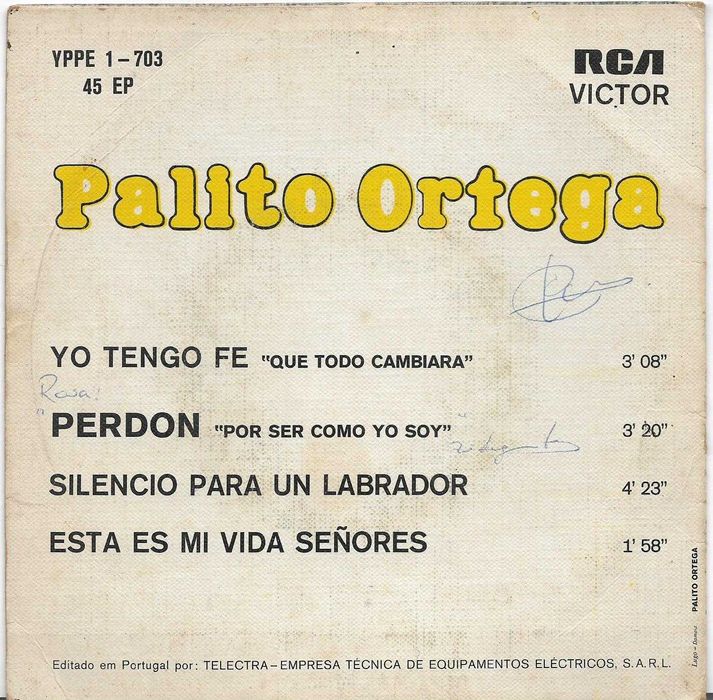 YPPE 1-703
45 EP
RCA
VICTOR
Palito Ortega
YO TENGO FE "QUE TODO CAMBIARA" 3' 08"
Rosa!
"PERDON "POR SER COMO YO SOY" " 3' 20"
SILENCIO PARA UN LABRADOR 4' 23"
ESTA ES MI VIDA SEÑORES 1' 58"
PALITO ORTEGA
Editado em Portugal por: TELECTRA-EMPRESA TÉCNICA DE EQUIPAMENTOS ELÉCTRICOS, S.A.R.L.